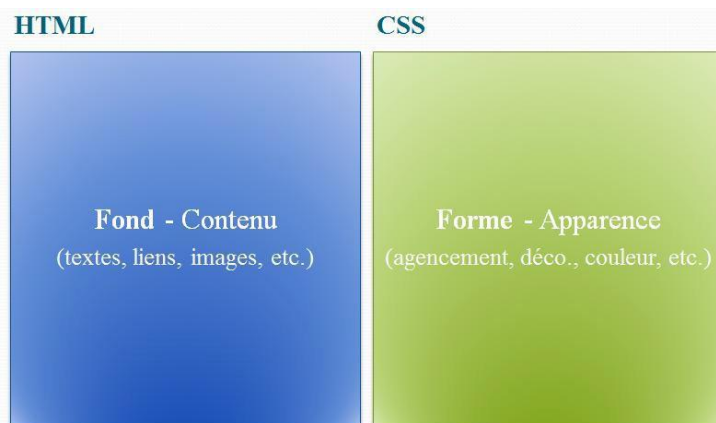 HTML
Fond - Contenu
(textes, liens, images, etc.)
CSS
Forme - Apparence
(agencement, déco., couleur, etc.)